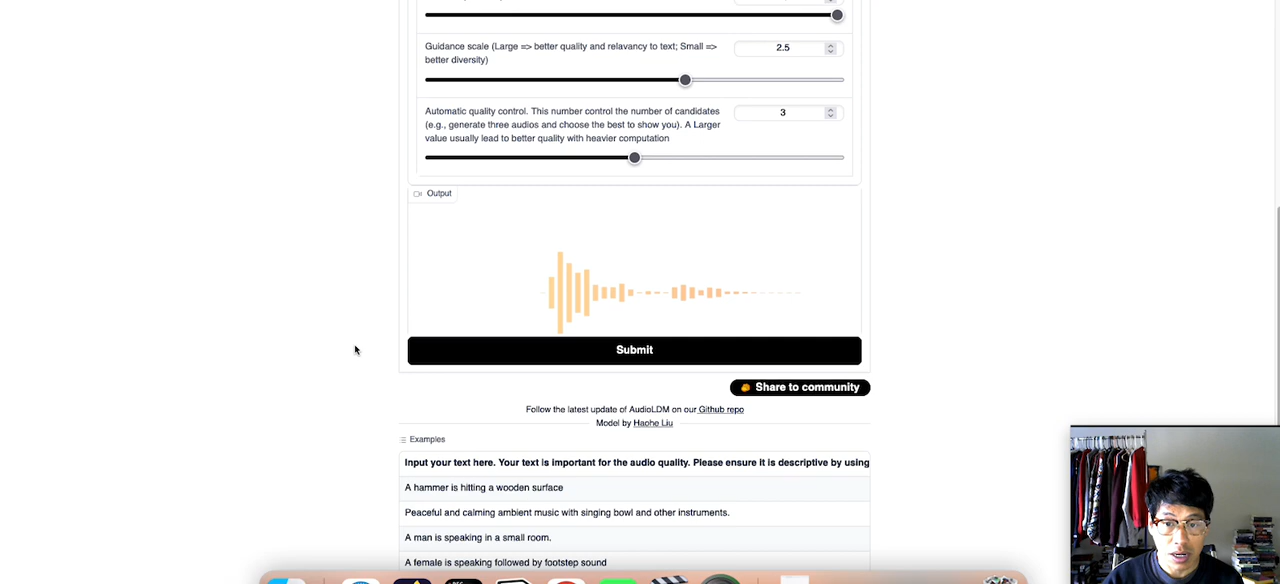 Guidance scale (Large => better quality and relavancy to text; Small =>
better diversity)
2.5
Automatic quality control. This number control the number of candidates
(e.g., generate three audios and choose the best to show you). A Larger
value usually lead to better quality with heavier computation
3
Output
Submit
Share to community
Follow the latest update of AudioLDM on our Github repo
Model by Haohe Liu
Examples
Input your text here. Your text is important for the audio quality. Please ensure it is descriptive by using
A hammer is hitting a wooden surface
Peaceful and calming ambient music with singing bowl and other instruments.
A man is speaking in a small room.
A female is speaking followed by footstep sound